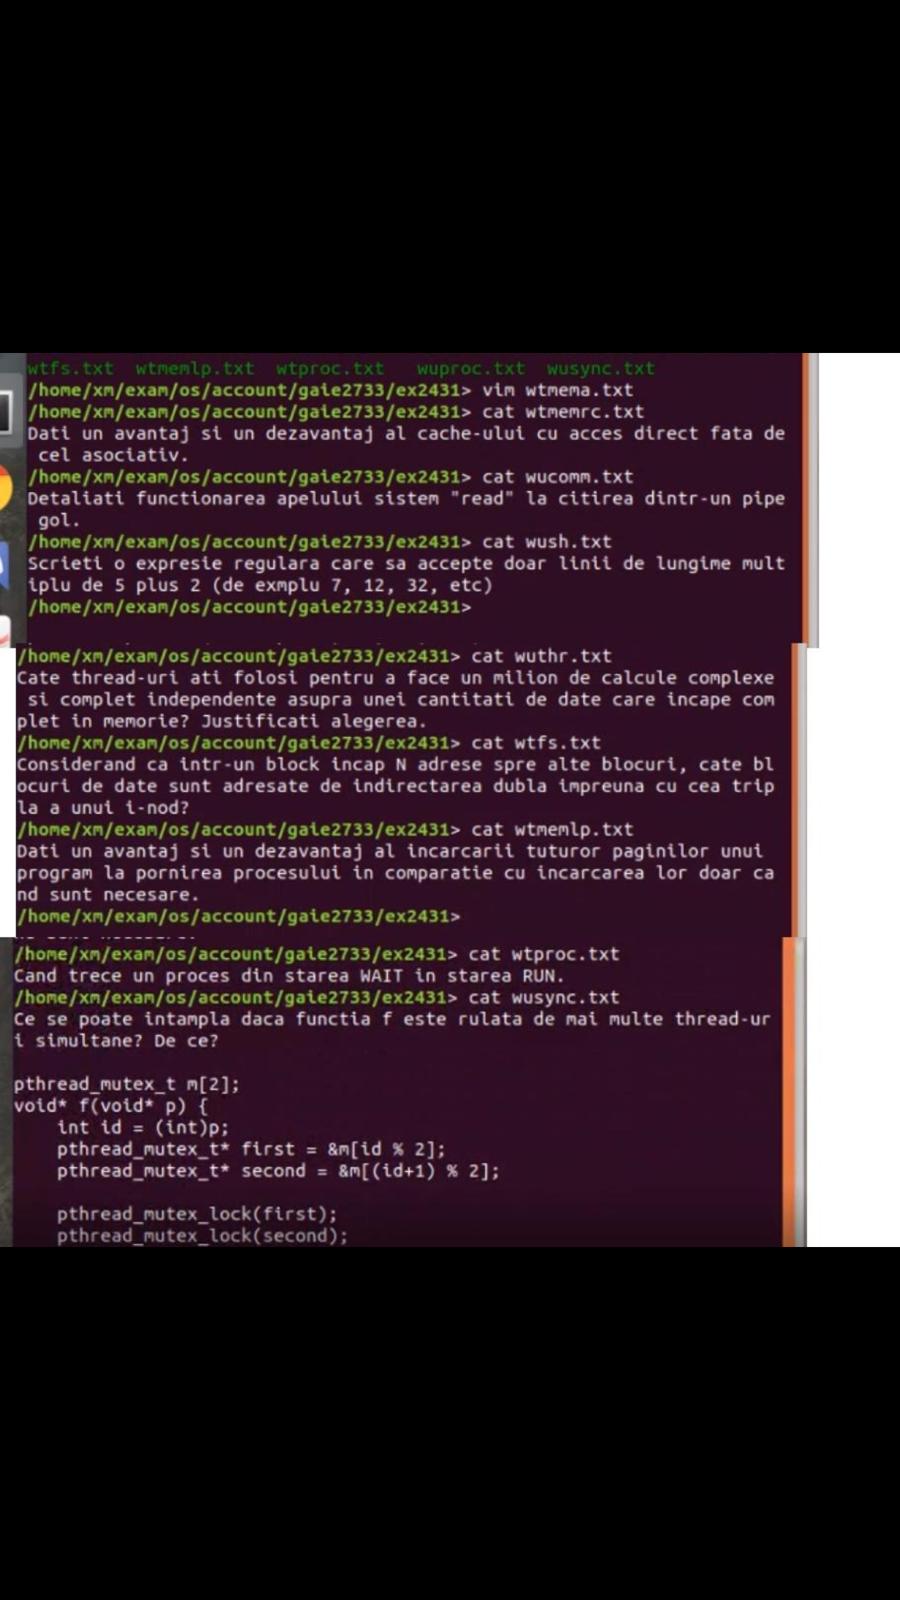 wtfs.txt wtmemlp.txt wtproc.txt wuproc.txt wusync.txt
/home/xm/exam/os/account/gaie2733/ex2431> vim wtmema.txt
/home/xm/exam/os/account/gaie2733/ex2431> cat wtmemrc.txt
Dati un avantaj si un dezavantaj al cache-ului cu acces direct fata de
cel asociativ.
/home/xm/exam/os/account/gaie2733/ex2431> cat wucomm.txt
Detaliati functionarea apelului sistem "read" la citirea dintr-un pipe
gol.
/home/xm/exam/os/account/gaie2733/ex2431> cat wush.txt
Scrieti o expresie regulara care sa accepte doar linii de lungime mult
iplu de 5 plus 2 (de exmplu 7, 12, 32, etc)
/home/xm/exam/os/account/gaie2733/ex2431>
/home/xm/exam/os/account/gaie2733/ex2431> cat wuthr.txt
Cate thread-uri ati folosi pentru a face un milion de calcule complexe
si complet independente asupra unei cantitati de date care incape com
plet in memorie? Justificati alegerea.
/home/xm/exam/os/account/gaie2733/ex2431> cat wtfs.txt
Considerand ca intr-un block incap N adrese spre alte blocuri, cate bl
ocuri de date sunt adresate de indirectarea dubla impreuna cu cea trip
la a unui i-nod?
/home/xm/exam/os/account/gaie2733/ex2431> cat wtmemlp.txt
Dati un avantaj si un dezavantaj al incarcarii tuturor paginilor unui
program la pornirea procesului in comparatie cu incarcarea lor doar ca
nd sunt necesare.
/home/xm/exam/os/account/gaie2733/ex2431>
/home/xm/exam/os/account/gaie2733/ex2431> cat wtproc.txt
Cand trece un proces din starea WAIT in starea RUN.
/home/xm/exam/os/account/gaie2733/ex2431> cat wusync.txt
Ce se poate intampla daca functia f este rulata de mai multe thread-ur
i simultane? De ce?
pthread_mutex_t m[2];
void* f(void* p) {
int id = (int)p;
pthread_mutex_t* first = &m[id % 2];
pthread_mutex_t* second = &m[(id+1) % 2];
pthread_mutex_lock(first);
pthread_mutex_lock(second);